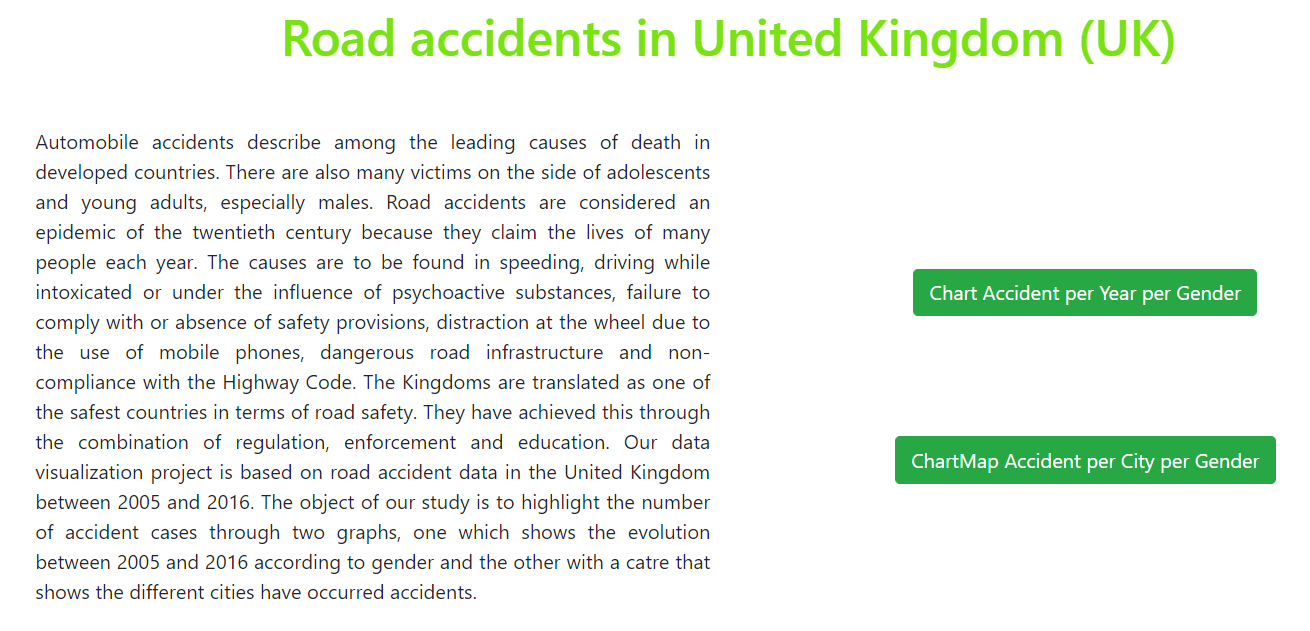 Road accidents in United Kingdom (UK)
Automobile accidents describe among the leading causes of death in
developed countries. There are also many victims on the side of adolescents
and young adults, especially males. Road accidents are considered an
epidemic of the twentieth century because they claim the lives of many
people each year. The causes are to be found in speeding, driving while
intoxicated or under the influence of psychoactive substances, failure to
comply with or absence of safety provisions, distraction at the wheel due to
the use of mobile phones, dangerous road infrastructure and non-
compliance with the Highway Code. The Kingdoms are translated as one of
the safest countries in terms of road safety. They have achieved this through
the combination of regulation, enforcement and education. Our data
visualization project is based on road accident data in the United Kingdom
between 2005 and 2016. The object of our study is to highlight the number
of accident cases through two graphs, one which shows the evolution
between 2005 and 2016 according to gender and the other with a catre that
shows the different cities have occurred accidents.
Chart Accident per Year per Gender
ChartMap Accident per City per Gender